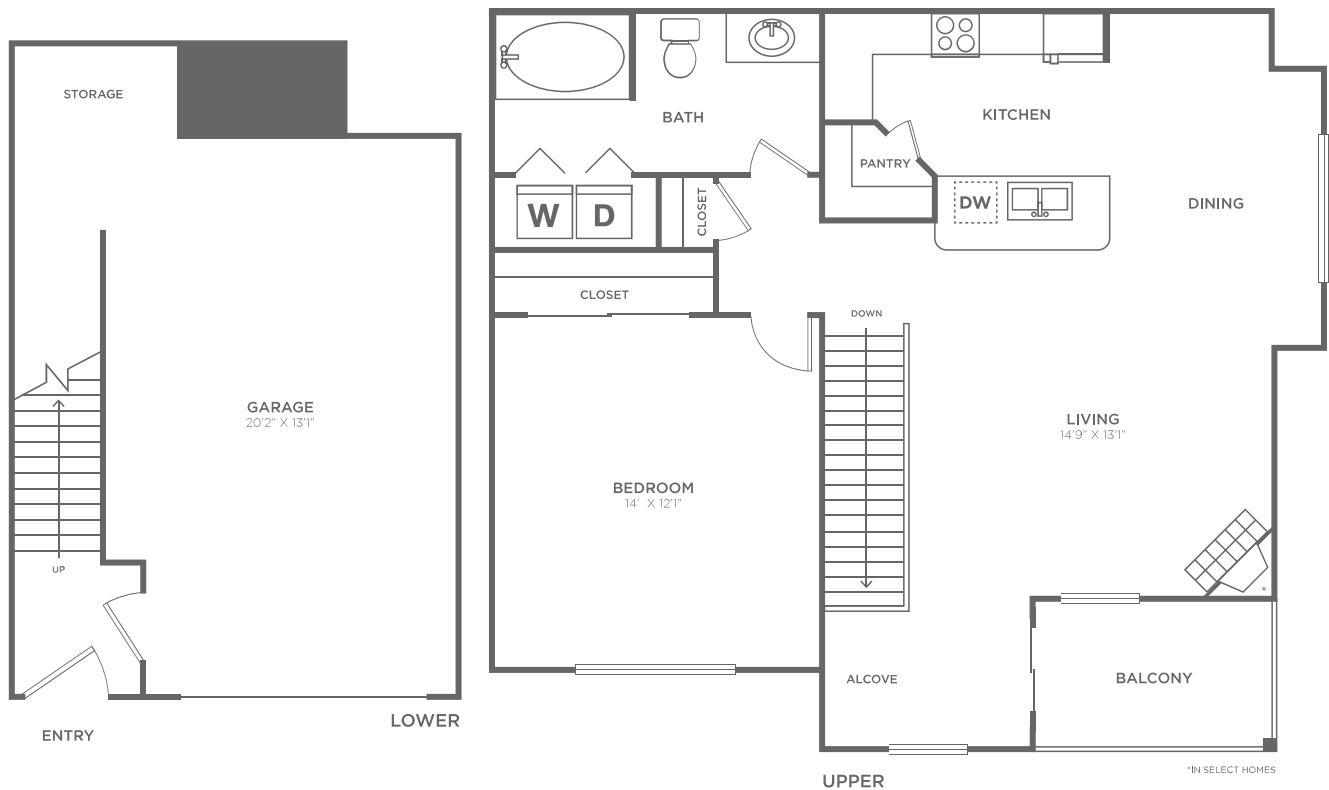 STORAGE
GARAGE
20'2" X 13'1"
UP
ENTRY
LOWER
BATH
W
D
CLOSET
CLOSET
BEDROOM
14' X 12'1"
KITCHEN
PANTRY
DW
DINING
DOWN
LIVING
14'9" X 13'1"
*
ALCOVE
BALCONY
UPPER
*IN SELECT HOMES